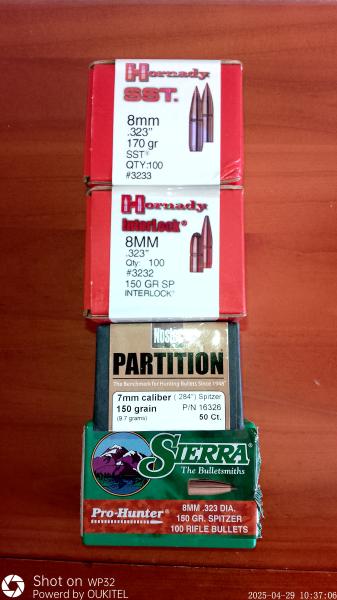 Hornady
SST.
8mm
.323"
170 gr
SST®
QTY:100
#3233
Hornady
InterLock®
8MM
.323"
Qty: 100
#3232
150 GR SP
INTERLOCK®
PARTITION
The Benchmark for Hunting Bullets Since 1948
7mm caliber (.284") Spitzer
150 grain P/N 16326
(9.7 grams) 50 Ct.
SIERRA
The Bulletsmiths
Pro-Hunter
8MM .323 DIA.
150 GR. SPITZER
100 RIFLE BULLETS
Shot on WP32
Powered by OUKITEL
2025-04-29 10:37:06